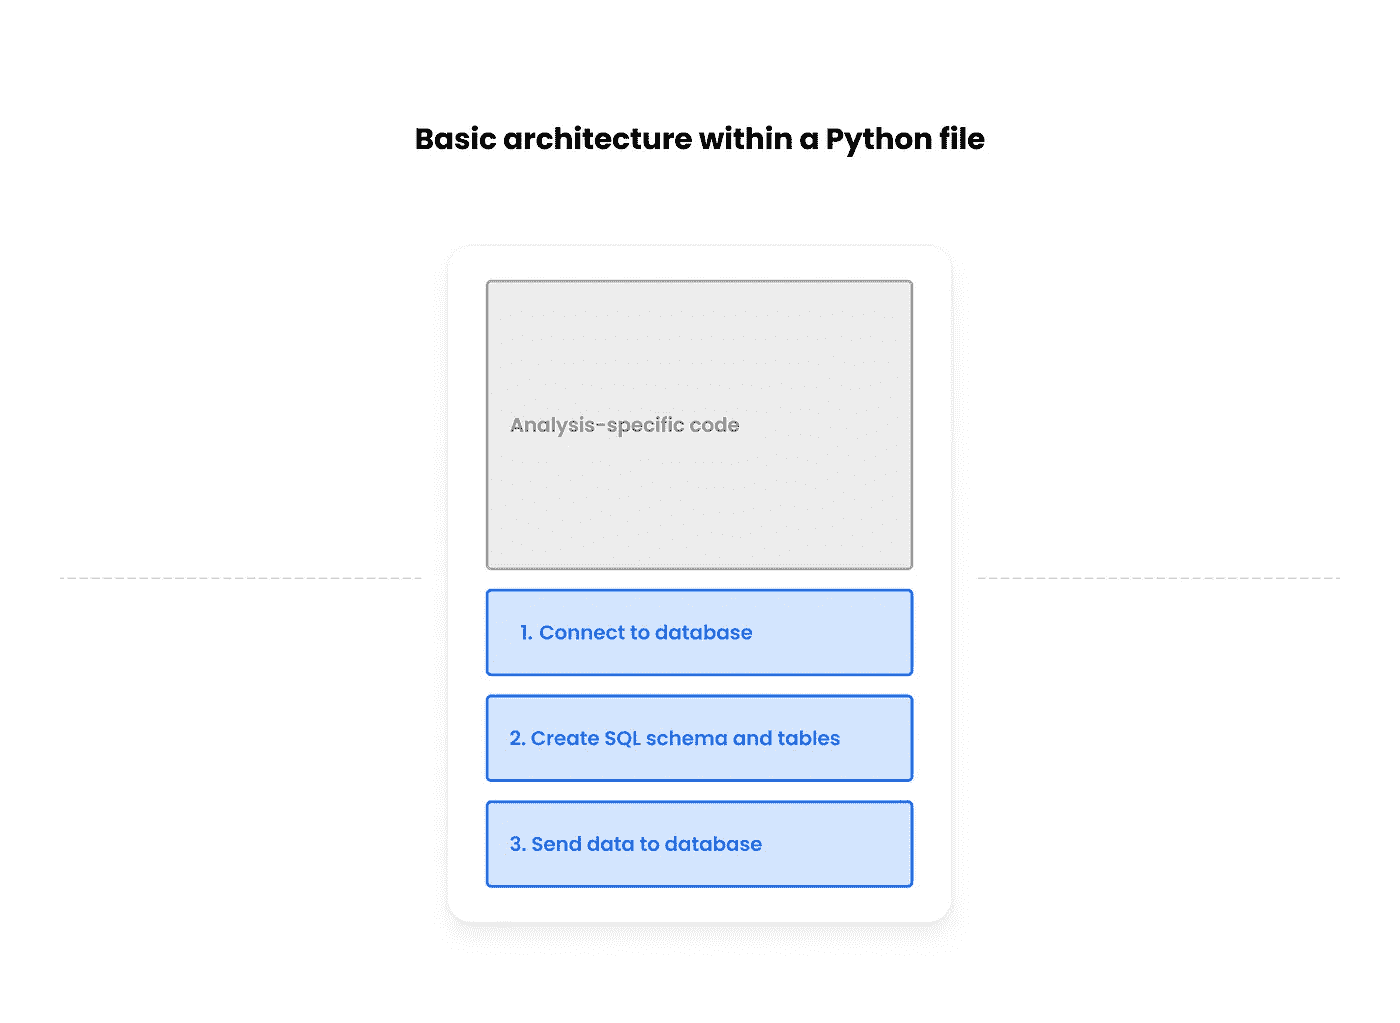 Basic architecture within a Python file
Analysis-specific code
1. Connect to database
2. Create SQL schema and tables
3. Send data to database